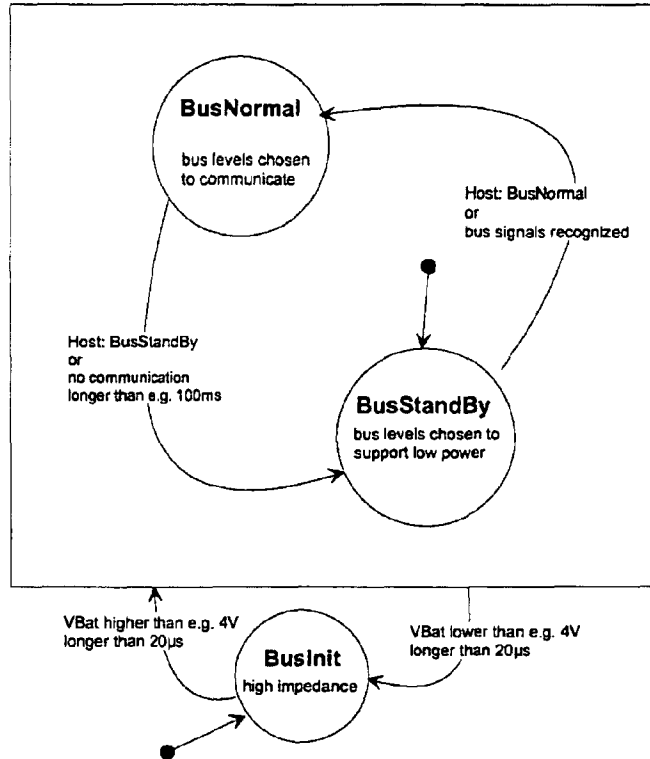 BusNormal
bus levels chosen
to communicate
Host: BusNormal
or
bus signals recognized
Host: BusStandBy
or
no communication
longer than e.g. 100ms
BusStandBy
bus levels chosen to
support low power
VBat higher than e.g. 4V
longer than 20µs
VBat lower than e.g. 4V
longer than 20µs
BusInit
high impedance